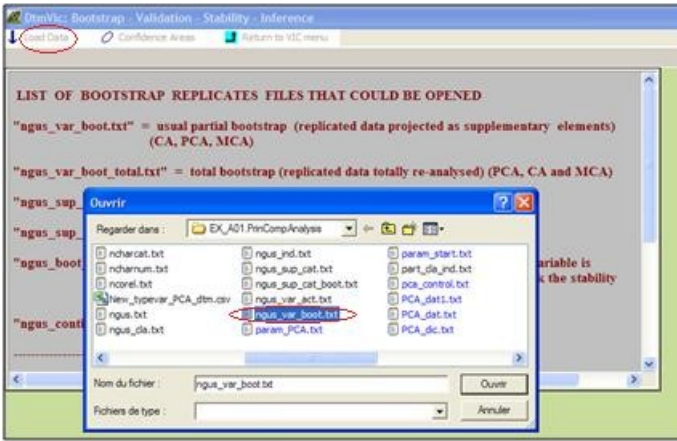 DtmVic: Bootstrap - Validation - Stability - Inference
Load Data Confidence Areas Return to VIC menu
LIST OF BOOTSTRAP REPLICATES FILES THAT COULD BE OPENED
"ngus_var_boot.txt" = usual partial bootstrap (replicated data projected as supplementary elements)
(CA, PCA, MCA)
"ngus_var_boot_total.txt" = total bootstrap (replicated data totally re-analysed) (PCA, CA and MCA)
"ngus_sup_
"ngus_sup_
"ngus_boot_ ariable is
the stability
"ngus_conti
Ouvrir
Regarder dans : EX_A01.PrinCompAnalysis
ncharcat.txt ngus_ind.txt param_start.txt
ncharnum.txt ngus_sup_cat.txt part_cla_ind.txt
ncorel.txt ngus_sup_cat_boot.txt pca_control.txt
New_typevar_PCA_dtm.csv ngus_var_act.txt PCA_dat1.txt
ngus.txt ngus_var_boot.txt PCA_dat.txt
ngus_cla.txt param_PCA.txt PCA_dic.txt
Nom du fichier : ngus_var_boot.txt Ouvrir
Fichiers de type : Annuler